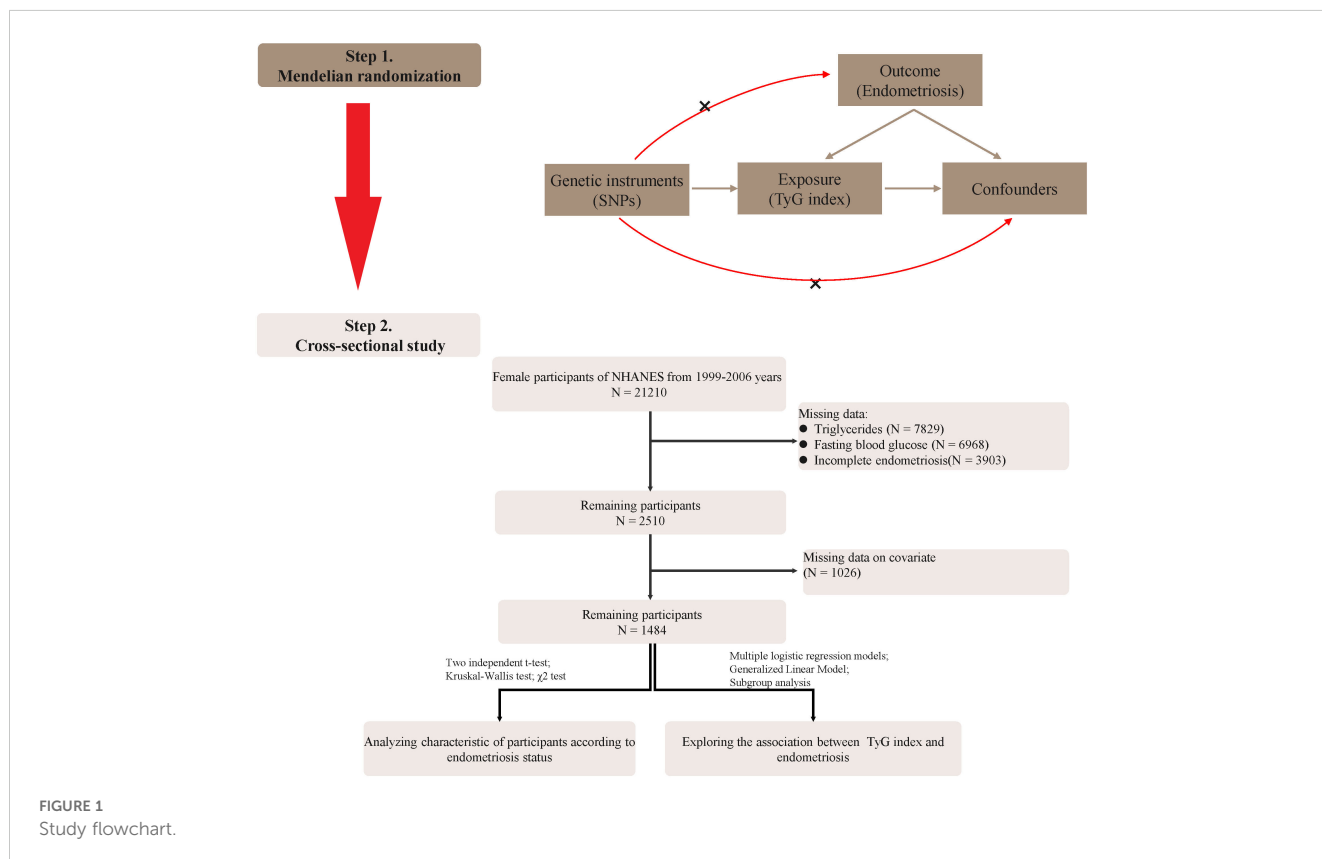 Step 1.
Mendelian randomization
Outcome
(Endometriosis)
Genetic instruments
(SNPs)
Exposure
(TyG index)
Confounders
Step 2.
Cross-sectional study
Female participants of NHANES from 1999-2006 years
N = 21210
Missing data:
● Triglycerides (N = 7829)
● Fasting blood glucose (N = 6968)
● Incomplete endometriosis(N = 3903)
Remaining participants
N = 2510
Missing data on covariate
(N = 1026)
Remaining participants
N = 1484
Two independent t-test;
Kruskal-Wallis test; χ2 test
Multiple logistic regression models;
Generalized Linear Model;
Subgroup analysis
Analyzing characteristic of participants according to
endometriosis status
Exploring the association between TyG index and
endometriosis
FIGURE 1
Study flowchart.